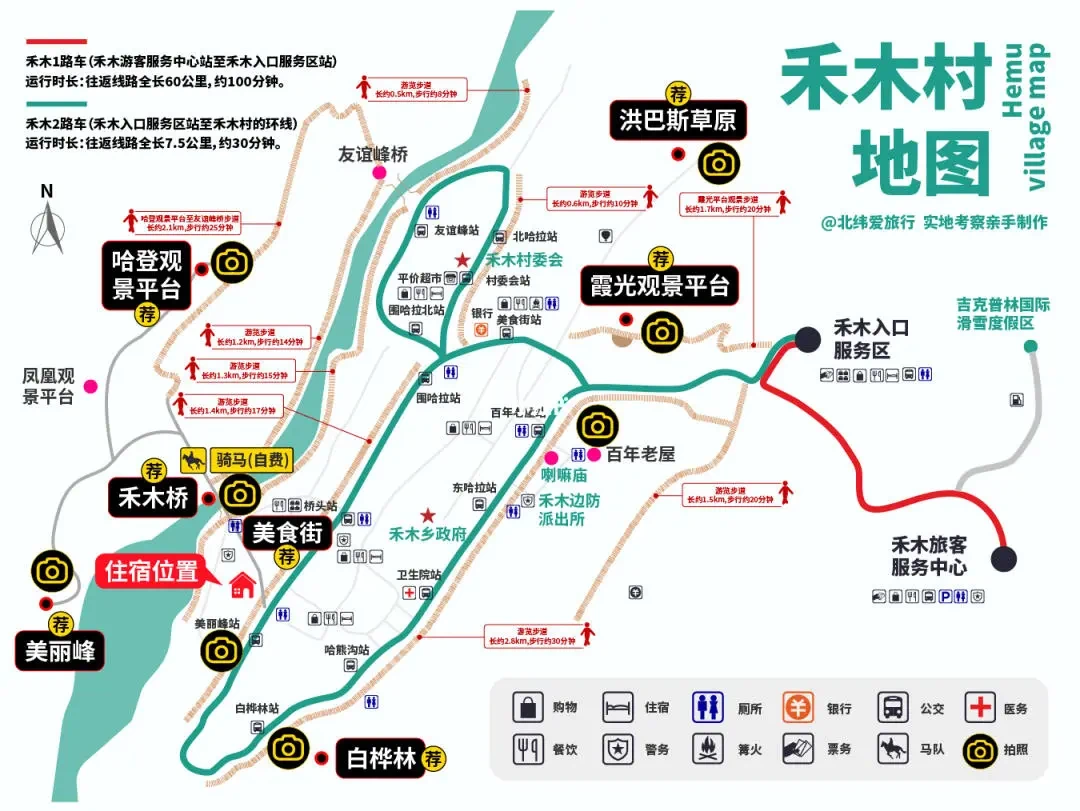 禾木1路车(禾木游客服务中心站至禾木入口服务区站)
运行时长:往返线路全长60公里,约100分钟。
禾木2路车(禾木入口服务区站至禾木村的环线)
运行时长:往返线路全长7.5公里,约30分钟。
禾木村
地图
Hemu
village map
@北纬爱旅行 实地考察亲手制作
N
游览步道
长约0.5km,步行约8分钟
荐
洪巴斯草原
友谊峰桥
哈登观景平台至友谊峰桥步道
长约2.1km,步行约25分钟
游览步道
长约0.6km,步行约10分钟
霞光平台观景步道
长约1.7km,步行约20分钟
友谊峰站
北哈拉站
禾木村委会
哈登观
景平台
荐
平价超市
村委会站
荐
霞光观景平台
围哈拉北站
银行
美食街站
吉克普林国际
滑雪度假区
禾木入口
服务区
游览步道
长约1.2km,步行约14分钟
游览步道
长约1.3km,步行约15分钟
凤凰观
景平台
游览步道
长约1.4km,步行约17分钟
围哈拉站
百年老屋站
百年老屋
喇嘛庙
骑马(自费)
荐
禾木桥
东哈拉站
禾木边防
派出所
游览步道
长约1.5km,步行约20分钟
桥头站
美食街
荐
禾木乡政府
禾木旅客
服务中心
P
住宿位置
卫生院站
荐
美丽峰
美丽峰站
哈熊沟站
游览步道
长约2.8km,步行约30分钟
白桦林站
白桦林
荐
购物
住宿
厕所
银行
公交
医务
餐饮
警务
篝火
票务
马队
拍照